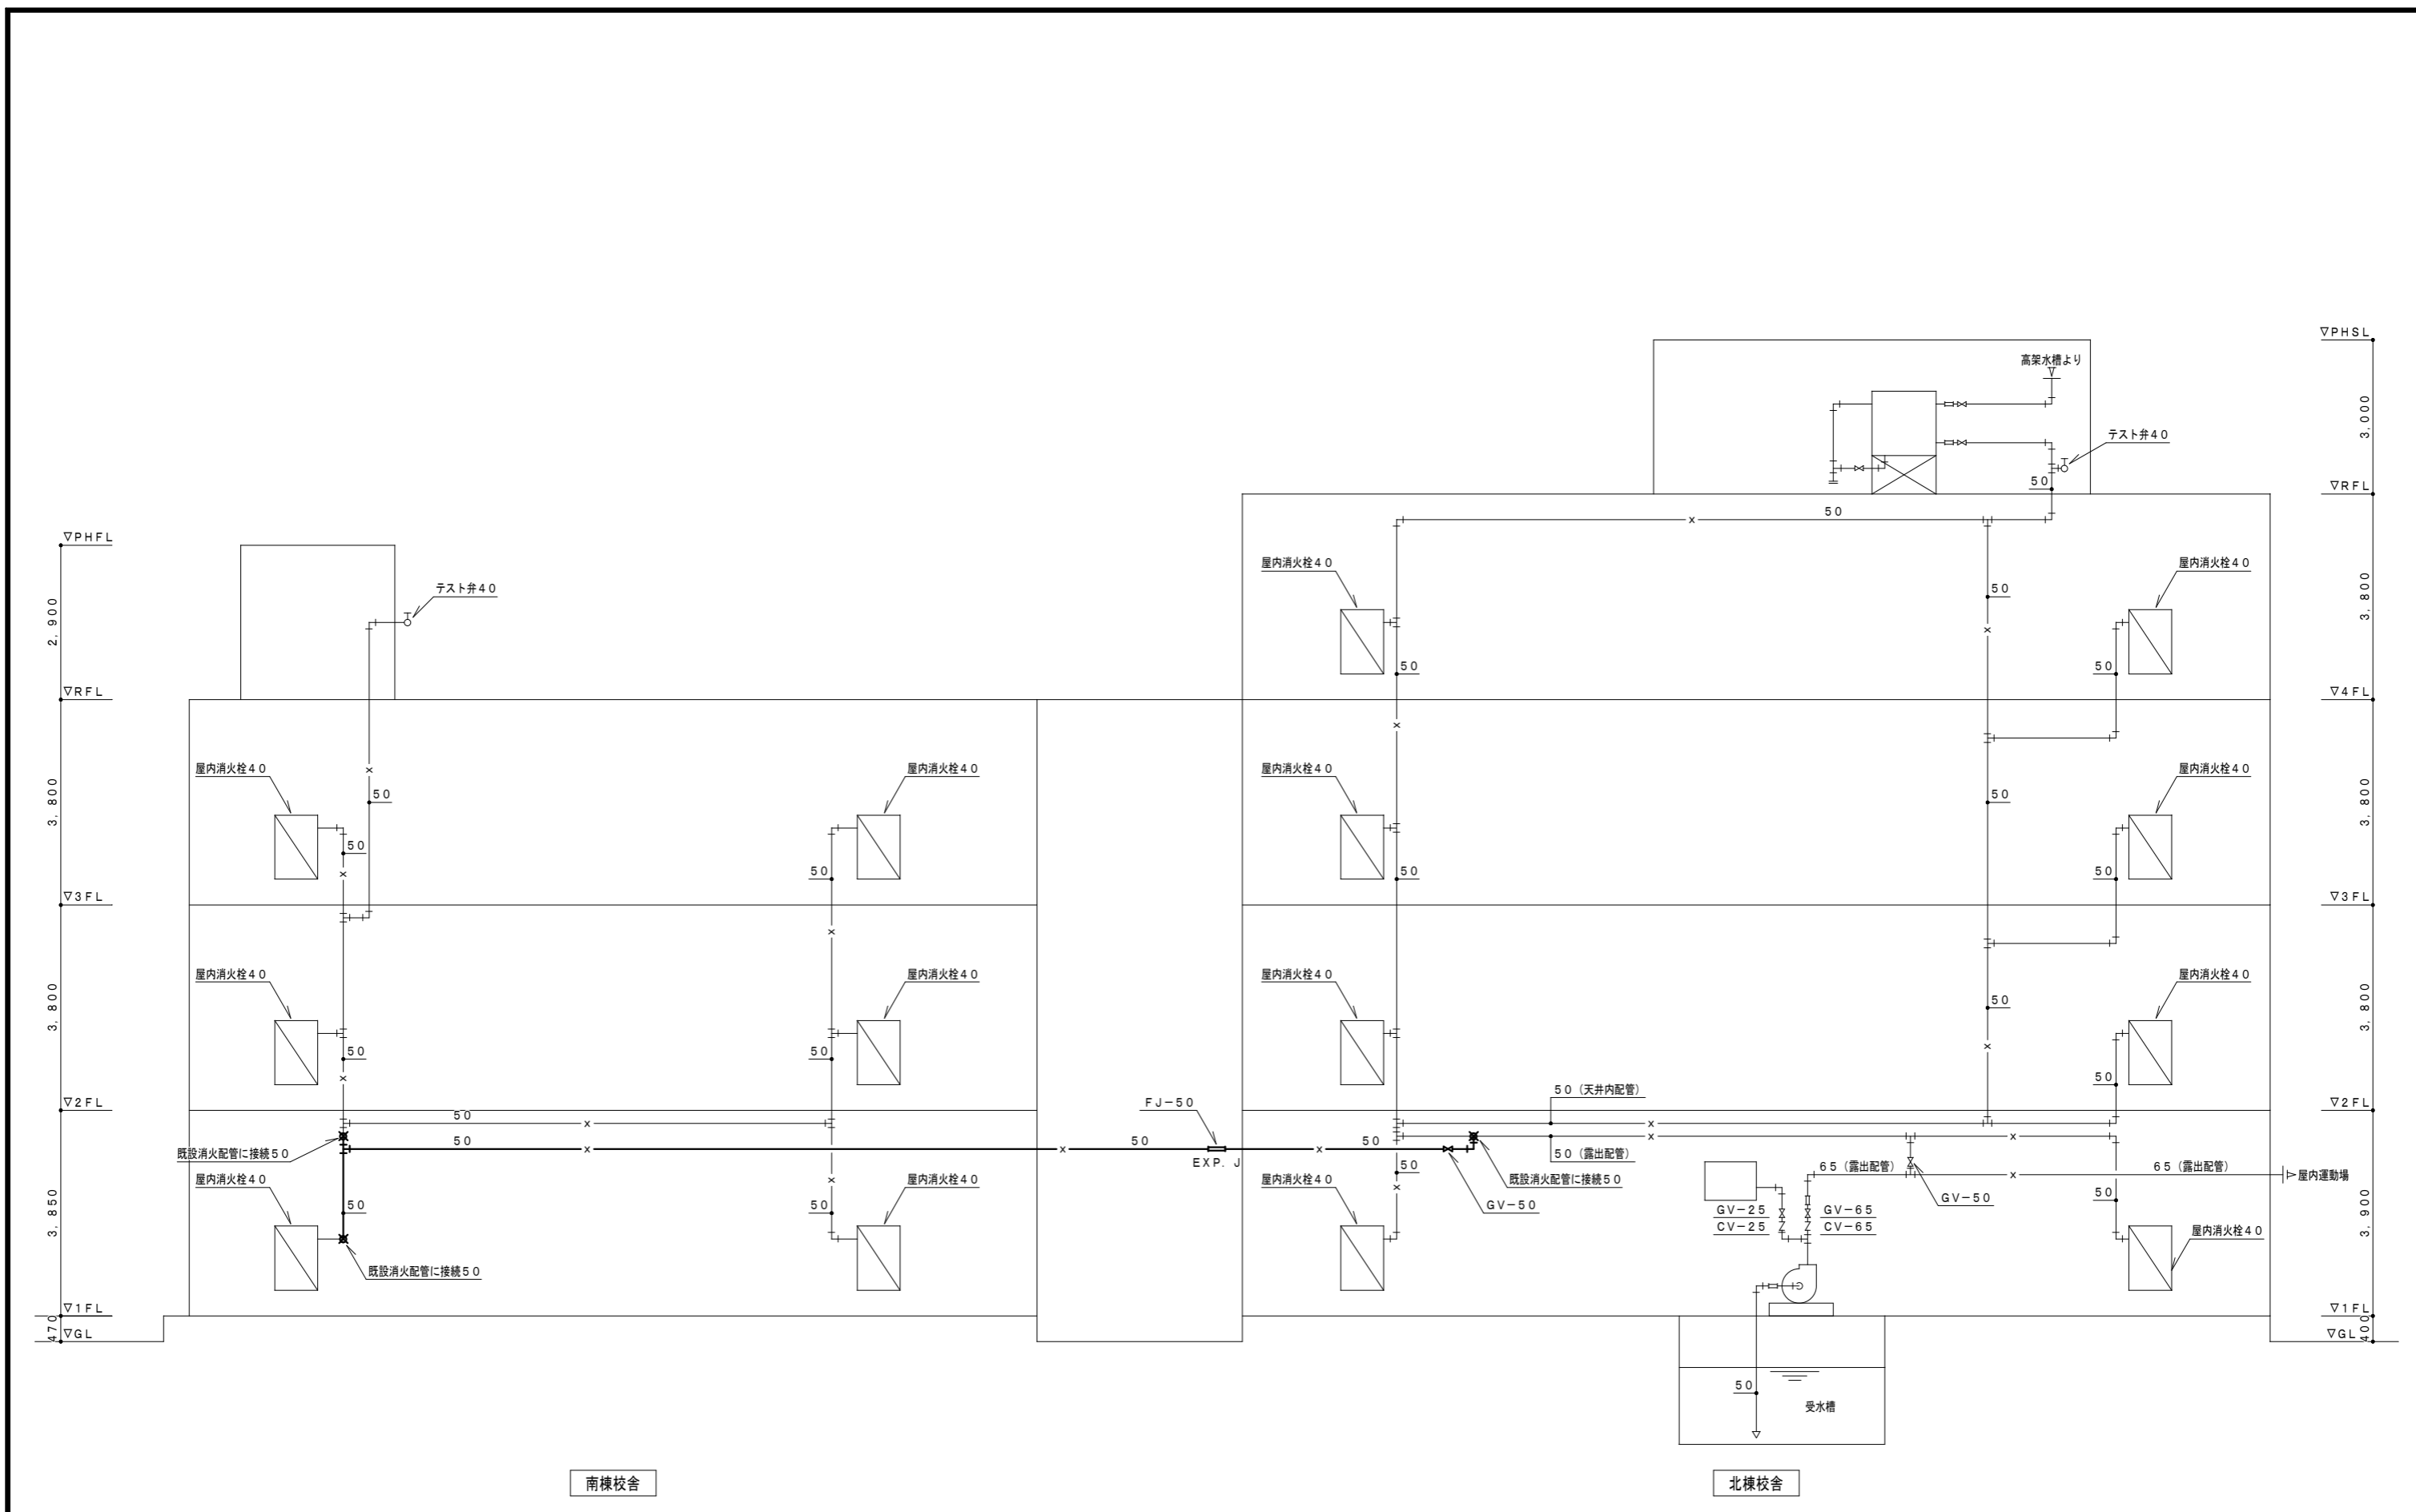 ▽PHSL
高架水槽より
3,000
テスト弁40
50
▽RFL
50
▽PHFL
屋内消火栓40
屋内消火栓40
3,800
テスト弁40
50
2,900
50
50
▽RFL
▽4FL
屋内消火栓40
屋内消火栓40
屋内消火栓40
屋内消火栓40
3,800
50
50
3,800
50
50
50
50
▽3FL
▽3FL
屋内消火栓40
屋内消火栓40
屋内消火栓40
屋内消火栓40
3,800
50
3,800
50
50
50
50(天井内配管)
▽2FL
FJ-50
▽2FL
50
50
50
50
既設消火配管に接続50
EXP. J
50(露出配管)
50
65(露出配管)
65(露出配管)
屋内消火栓40
屋内消火栓40
屋内消火栓40
既設消火配管に接続50
屋内運動場
GV-50
GV-50
50
3,850
50
50
GV-25
GV-65
CV-25
CV-65
3,900
屋内消火栓40
既設消火配管に接続50
▽1FL
▽1FL
470
▽GL
▽GL
400
50
受水槽
南棟校舎
北棟校舎